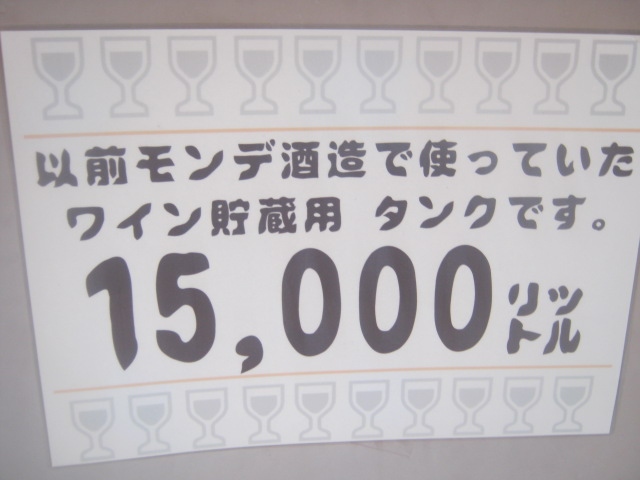 以前モンデ酒造で使っていた
ワイン貯蔵用 タンクです。
15,000リットル